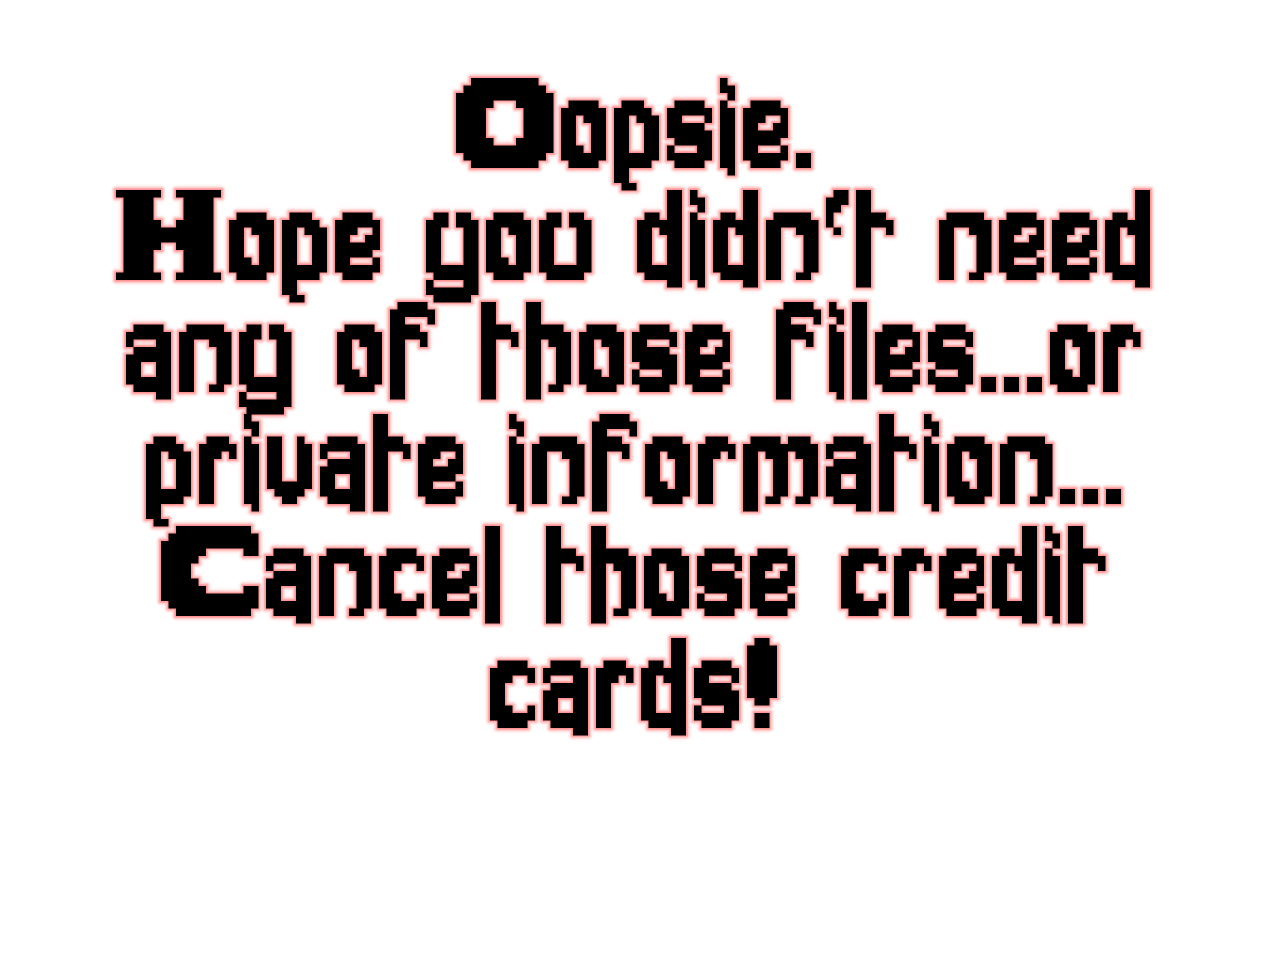 Oopsie.
Hope you didn't need
any of those files...or
private information...
Cancel those credit
cards!